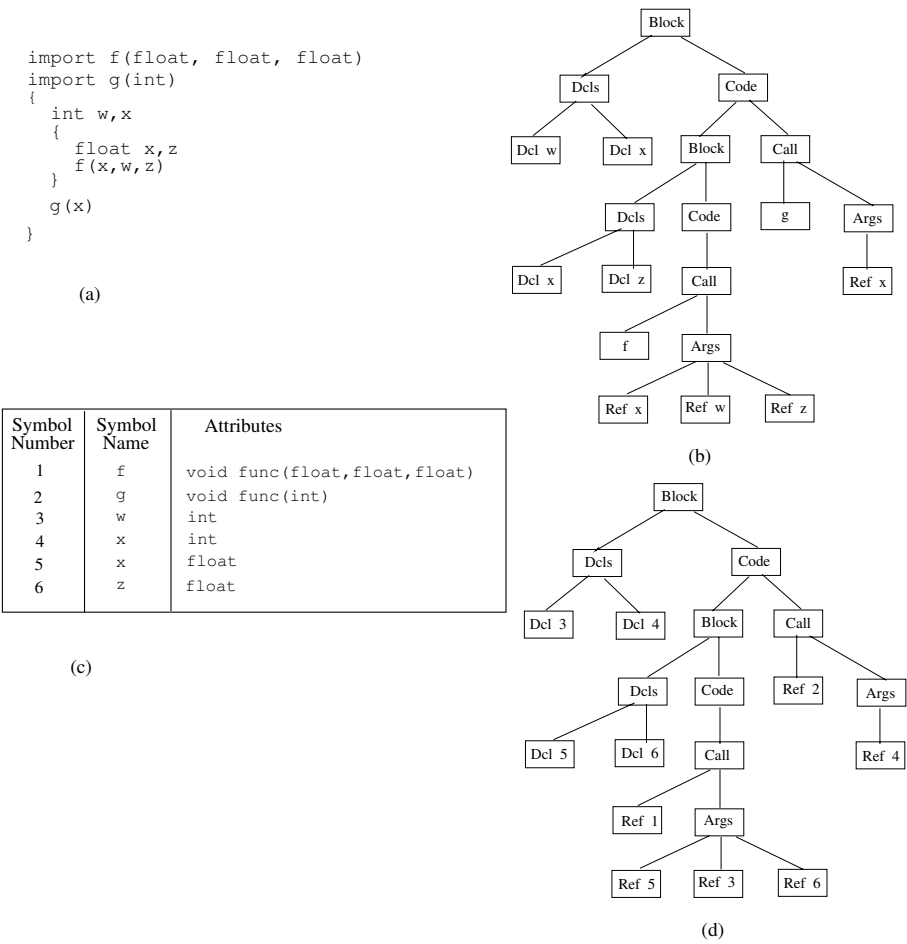 import f(float, float, float)
import g(int)
{
int w,x
{
float x,z
f(x,w,z)
}
g(x)
}
(a)
Block
Dcls Code
Dcl w Dcl x Block Call
Dcls Code g Args
Dcl x Dcl z Call Ref x
f Args
Ref x Ref w Ref z
(b)
Symbol Number Symbol Name Attributes
1 f void func(float,float,float)
2 g void func(int)
3 w int
4 x int
5 x float
6 z float
(c)
Block
Dcls Code
Dcl 3 Dcl 4 Block Call
Dcls Code Ref 2 Args
Dcl 5 Dcl 6 Call Ref 4
Ref 1 Args
Ref 5 Ref 3 Ref 6
(d)